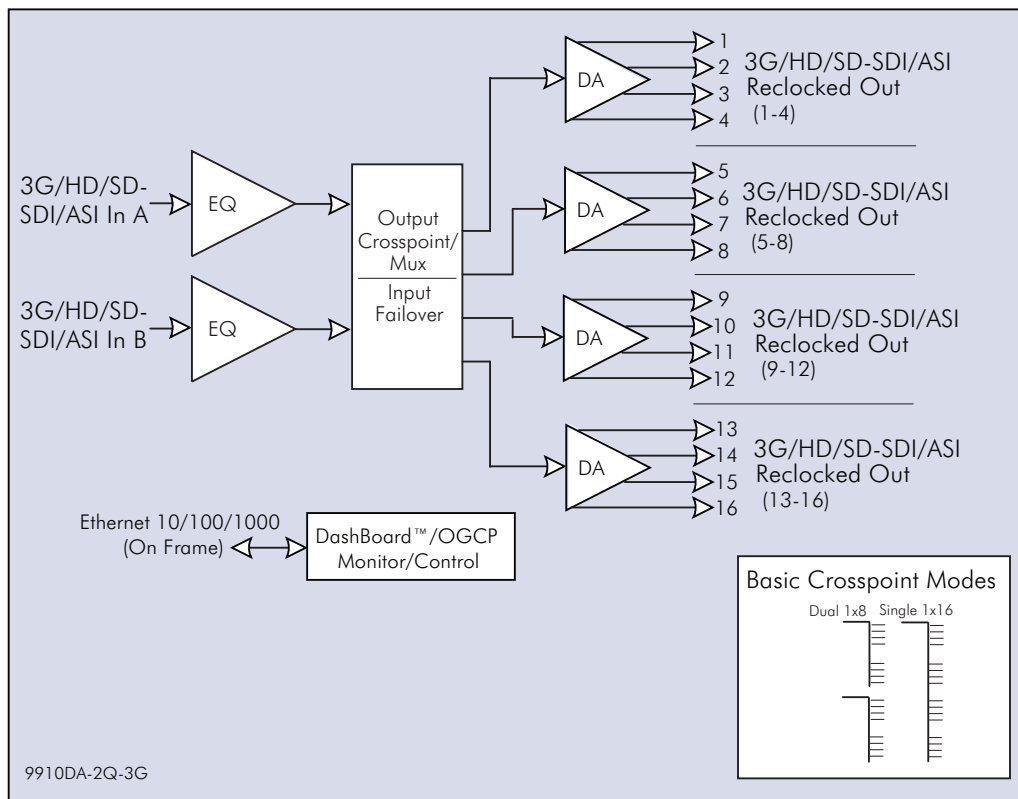 1
2
3
4
3G/HD/SD-SDI/ASI
Reclocked Out
(1-4)
DA
5
6
7
8
3G/HD/SD-SDI/ASI
Reclocked Out
(5-8)
DA
3G/HD/SD-
SDI/ASI In A
EQ
Output
Crosspoint/
Mux
Input
Failover
3G/HD/SD-
SDI/ASI In B
EQ
9
10
11
12
3G/HD/SD-SDI/ASI
Reclocked Out
(9-12)
DA
13
14
15
16
3G/HD/SD-SDI/ASI
Reclocked Out
(13-16)
DA
Ethernet 10/100/1000
(On Frame)
DashBoard™/OGCP
Monitor/Control
Basic Crosspoint Modes
Dual 1x8 Single 1x16
9910DA-2Q-3G